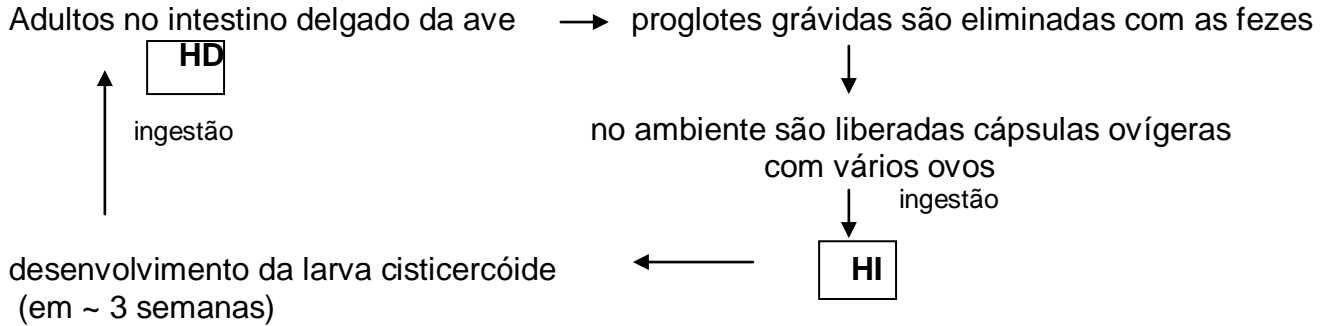 Adultos no intestino delgado da ave
proglotes grávidas são eliminadas com as fezes
HD
ingestão
no ambiente são liberadas cápsulas ovígeras
com vários ovos
ingestão
HI
desenvolvimento da larva cisticercóide
(em ~ 3 semanas)